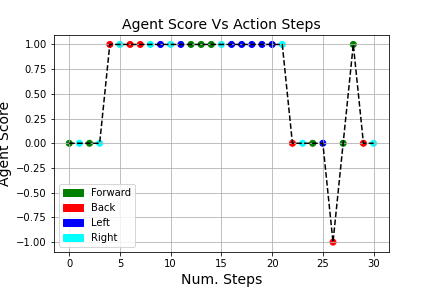 Agent Score Vs Action Steps
Agent Score
1.00
0.75
0.50
0.25
0.00
−0.25
−0.50
−0.75
−1.00
Forward
Back
Left
Right
0 5 10 15 20 25 30
Num. Steps